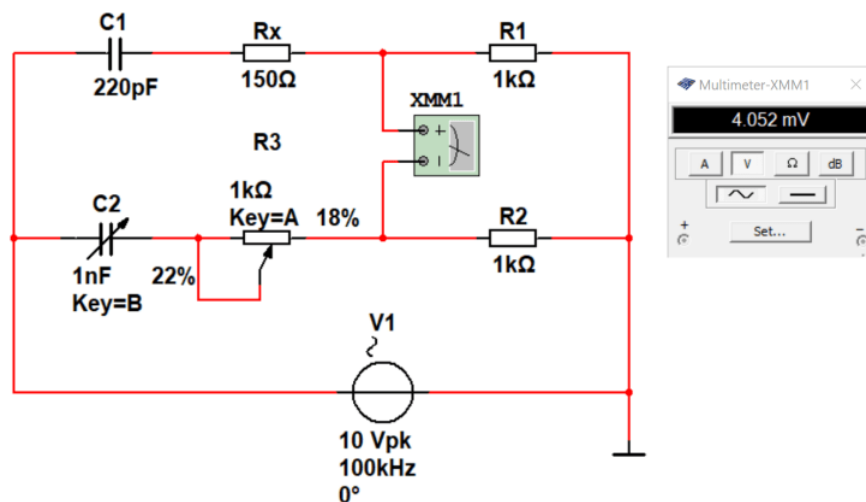 C1
220pF
Rx
150Ω
R1
1kΩ
XMM1
R3
1kΩ
Key=A
18%
C2
1nF
Key=B
22%
R2
1kΩ
V1
10 Vpk
100kHz
0°
Multimeter-XMM1
4.052 mV
A V Ω dB
+ Set... −